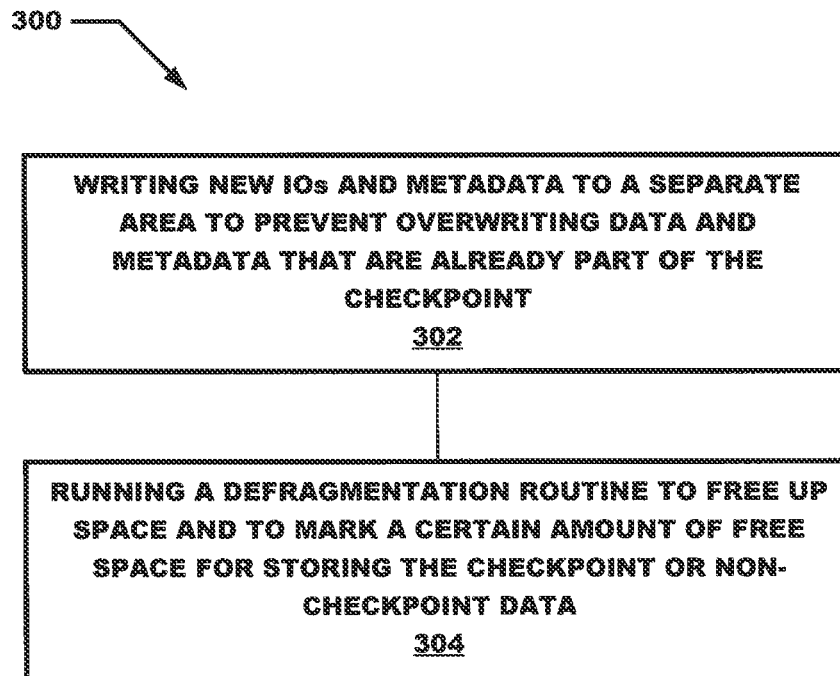 300
WRITING NEW IOs AND METADATA TO A SEPARATE
AREA TO PREVENT OVERWRITING DATA AND
METADATA THAT ARE ALREADY PART OF THE
CHECKPOINT
302
RUNNING A DEFRAGMENTATION ROUTINE TO FREE UP
SPACE AND TO MARK A CERTAIN AMOUNT OF FREE
SPACE FOR STORING THE CHECKPOINT OR NON-
CHECKPOINT DATA
304